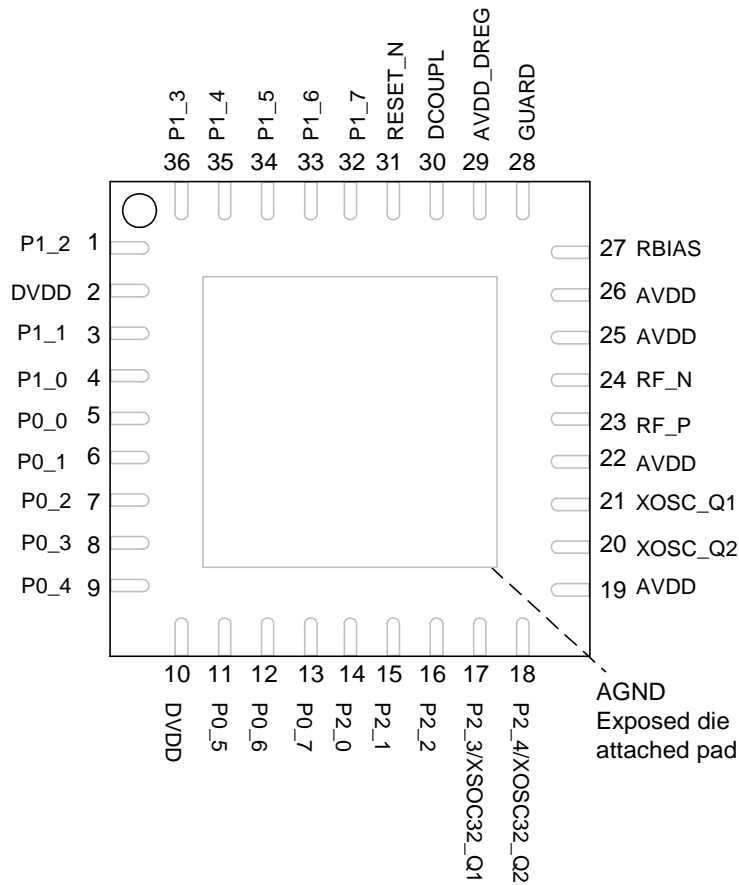 P1_3
P1_4
P1_5
P1_6
P1_7
RESET_N
DCOUPL
AVDD_DREG
GUARD
36 35 34 33 32 31 30 29 28
P1_2 1
DVDD 2
P1_1 3
P1_0 4
P0_0 5
P0_1 6
P0_2 7
P0_3 8
P0_4 9
27 RBIAS
26 AVDD
25 AVDD
24 RF_N
23 RF_P
22 AVDD
21 XOSC_Q1
20 XOSC_Q2
19 AVDD
10 11 12 13 14 15 16 17 18
DVDD
P0_5
P0_6
P0_7
P2_0
P2_1
P2_2
P2_3/XSOC32_Q1
P2_4/XOSC32_Q2
AGND
Exposed die
attached pad